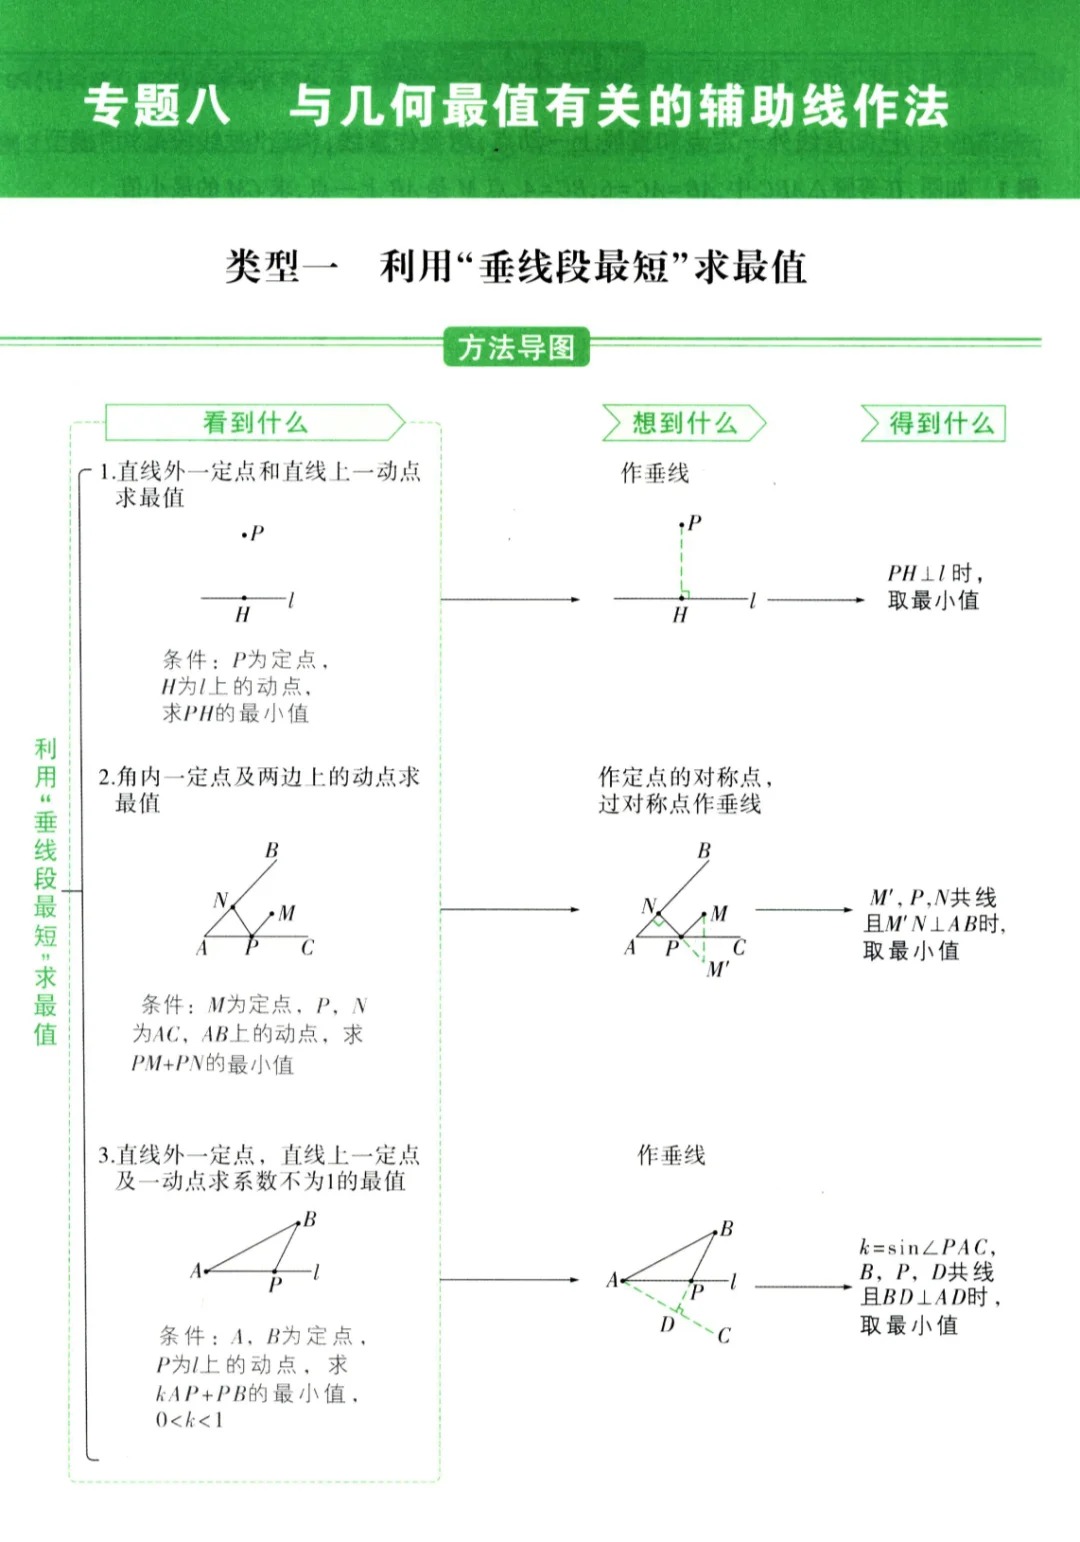 专题八 与几何最值有关的辅助线作法
类型一 利用“垂线段最短”求最值
方法导图
看到什么
想到什么
得到什么
利用“垂线段最短”求最值
1.直线外一定点和直线上一动点
求最值
P
H
l
条件：P为定点，
H为l上的动点，
求PH的最小值
作垂线
P
H
l
PH⊥l时，
取最小值
2.角内一定点及两边上的动点求
最值
B
N
M
A
P
C
条件：M为定点，P，N
为AC，AB上的动点，求
PM+PN的最小值
作定点的对称点，
过对称点作垂线
B
N
M
A
P
C
M′
M′，P，N共线
且M′N⊥AB时，
取最小值
3.直线外一定点，直线上一定点
及一动点求系数不为1的最值
B
A
P
l
条件：A，B为定点，
P为l上的动点，求
kAP+PB的最小值，
0<k<1
作垂线
B
A
P
l
D
C
k=sin∠PAC，
B，P，D共线
且BD⊥AD时，
取最小值